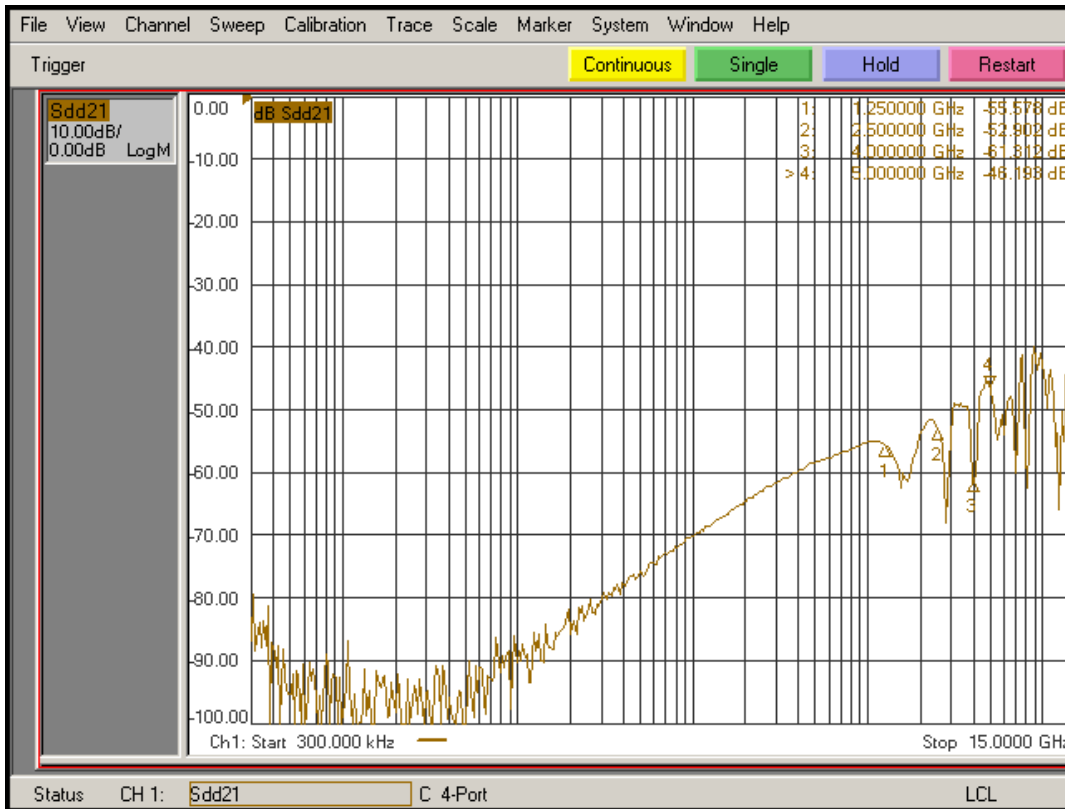 File View Channel Sweep Calibration Trace Scale Marker System Window Help
Trigger Continuous Single Hold Restart
Sdd21
10.00dB/
0.00dB LogM
dB Sdd21
1: 1.250000 GHz -55.578 dB
2: 2.500000 GHz -52.902 dB
3: 4.000000 GHz -61.312 dB
> 4: 5.000000 GHz -46.193 dB
0.00
-10.00
-20.00
-30.00
-40.00
-50.00
-60.00
-70.00
-80.00
-90.00
-100.00
1
2
3
4
Ch1: Start 300.000 kHz
Stop 15.0000 GHz
Status CH 1: Sdd21 C 4-Port LCL